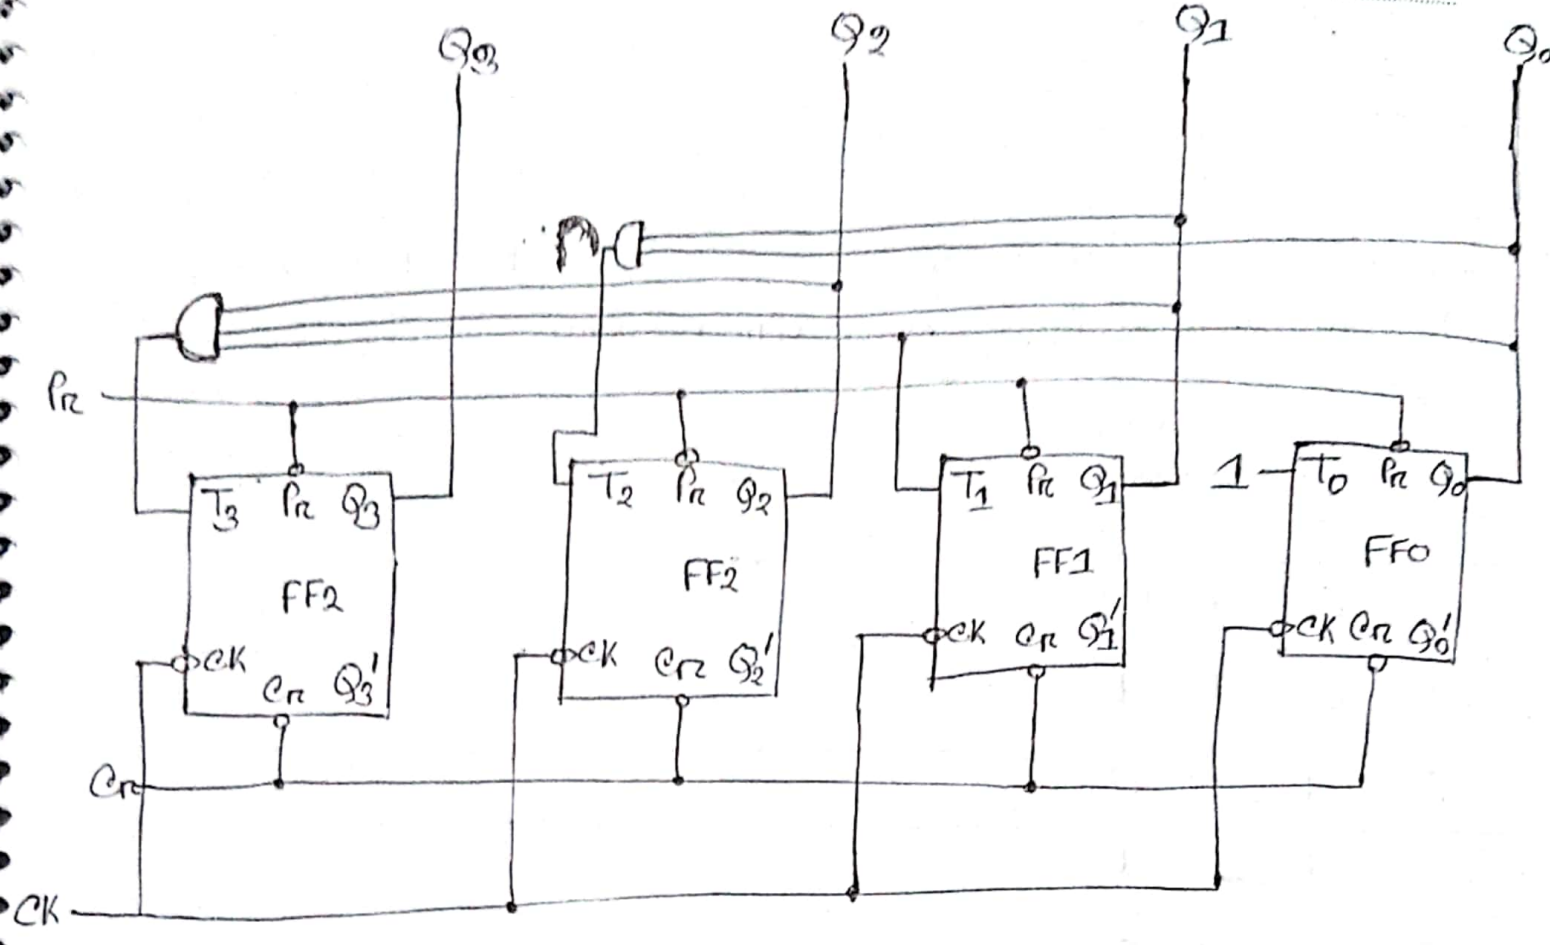 Q3 Q2 Q1 Q0
Pr
T3 Pr Q3
FF2
CK
Cr Q3'
T2 Pr Q2
FF2
CK
Cr Q2'
T1 Pr Q1
FF1
CK Cr Q1'
1
T0 Pr Q0
FF0
CK Cr Q0'
Cr
CK